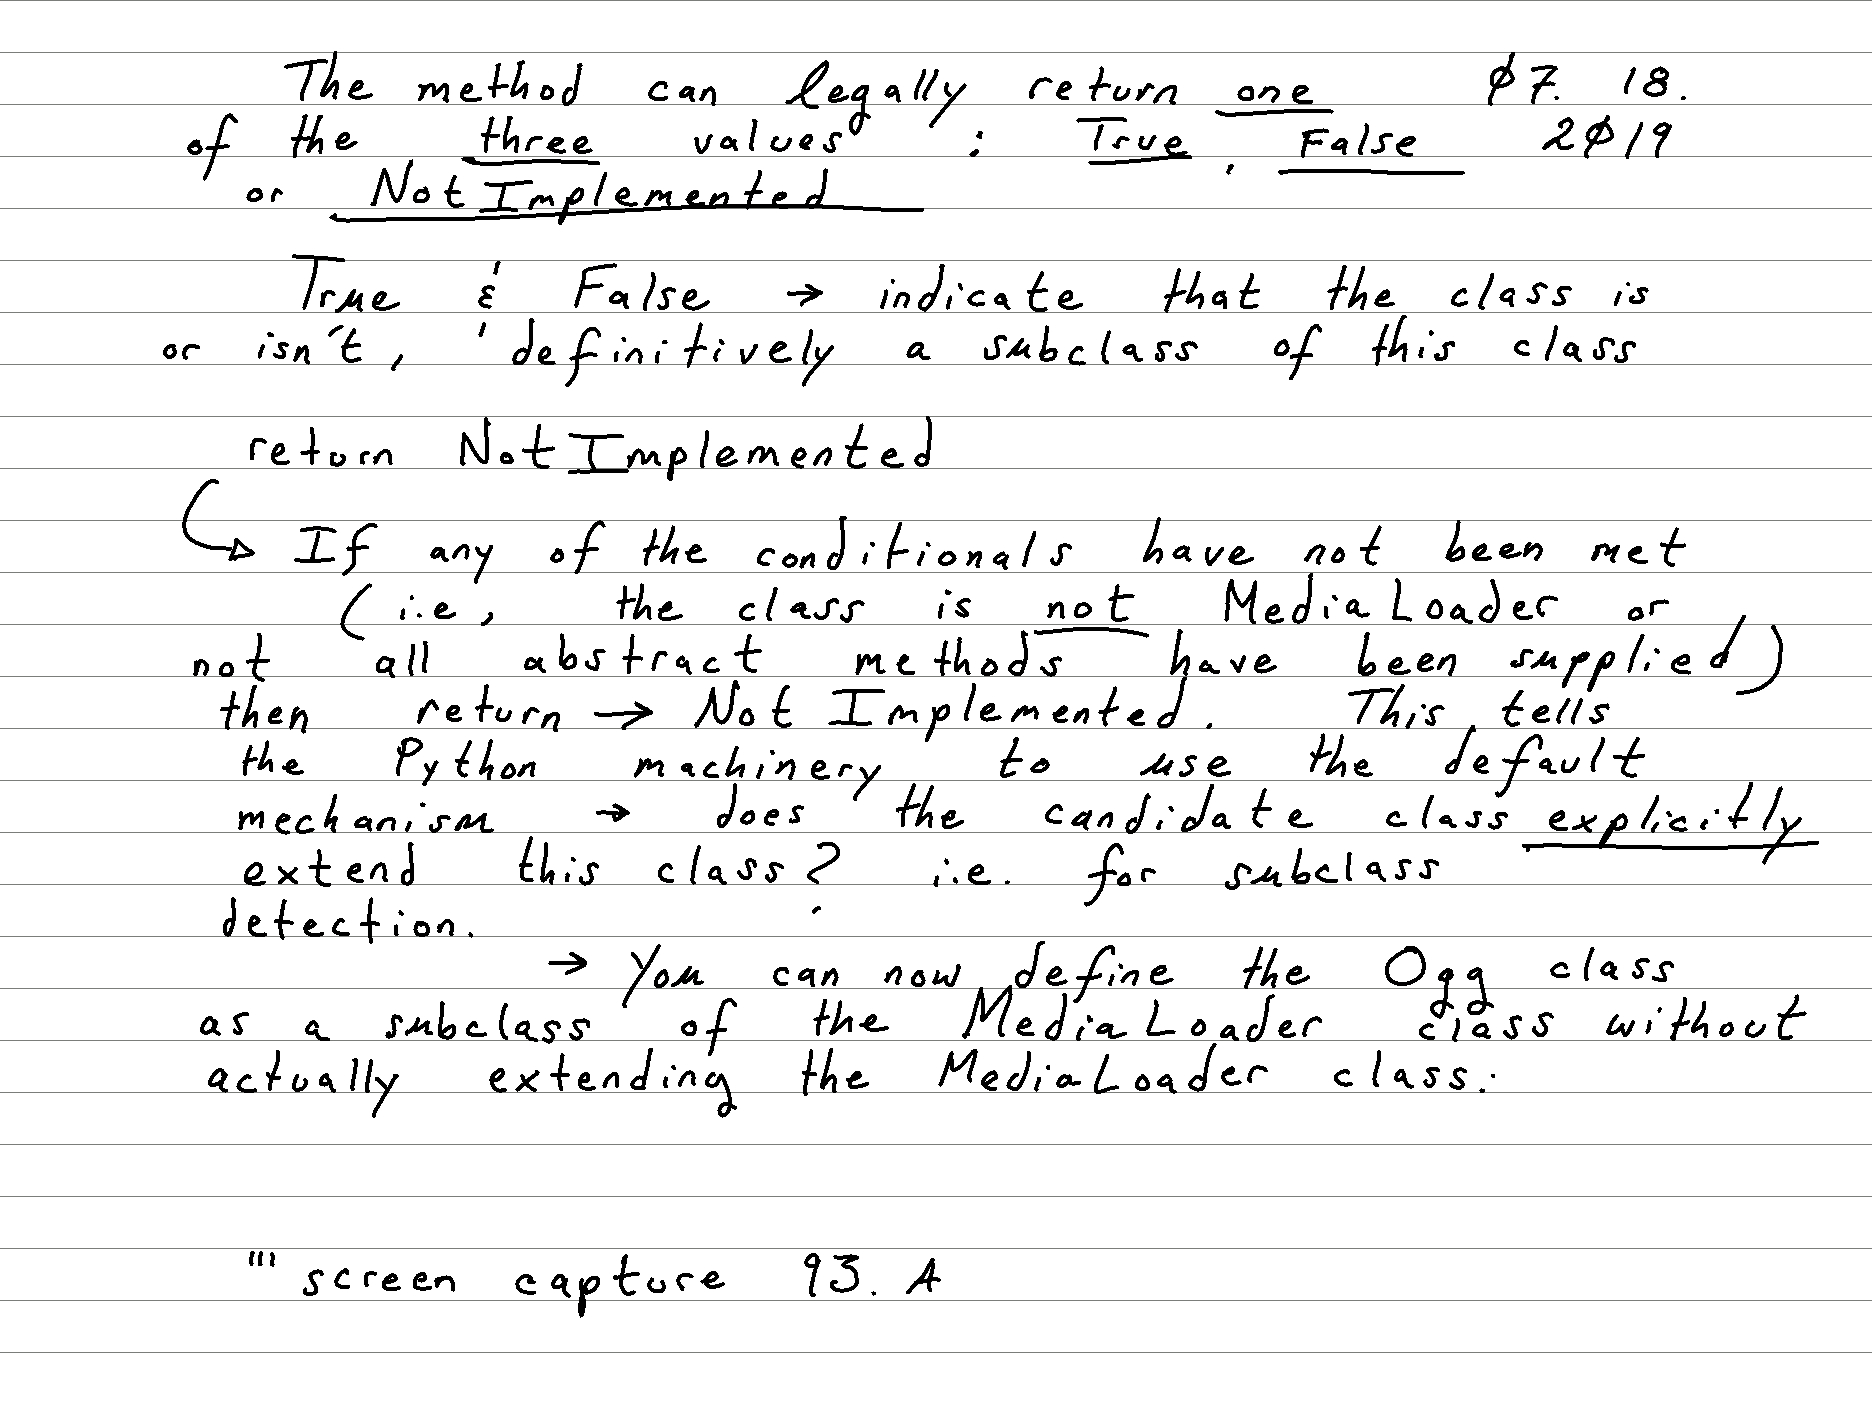 The method can legally return one ø7. 18.
of the three values : True, False 2ø19
or NotImplemented
True & False → indicate that the class is
or isn't, definitively a subclass of this class
return NotImplemented
↳ If any of the conditionals have not been met
(i.e, the class is not MediaLoader or
not all abstract methods have been supplied)
then return → Not Implemented. This tells
the Python machinery to use the default
mechanism → does the candidate class explicitly
extend this class? i.e. for subclass
detection.
→ You can now define the Ogg class
as a subclass of the MediaLoader class without
actually extending the MediaLoader class.
"' screen capture 93. A